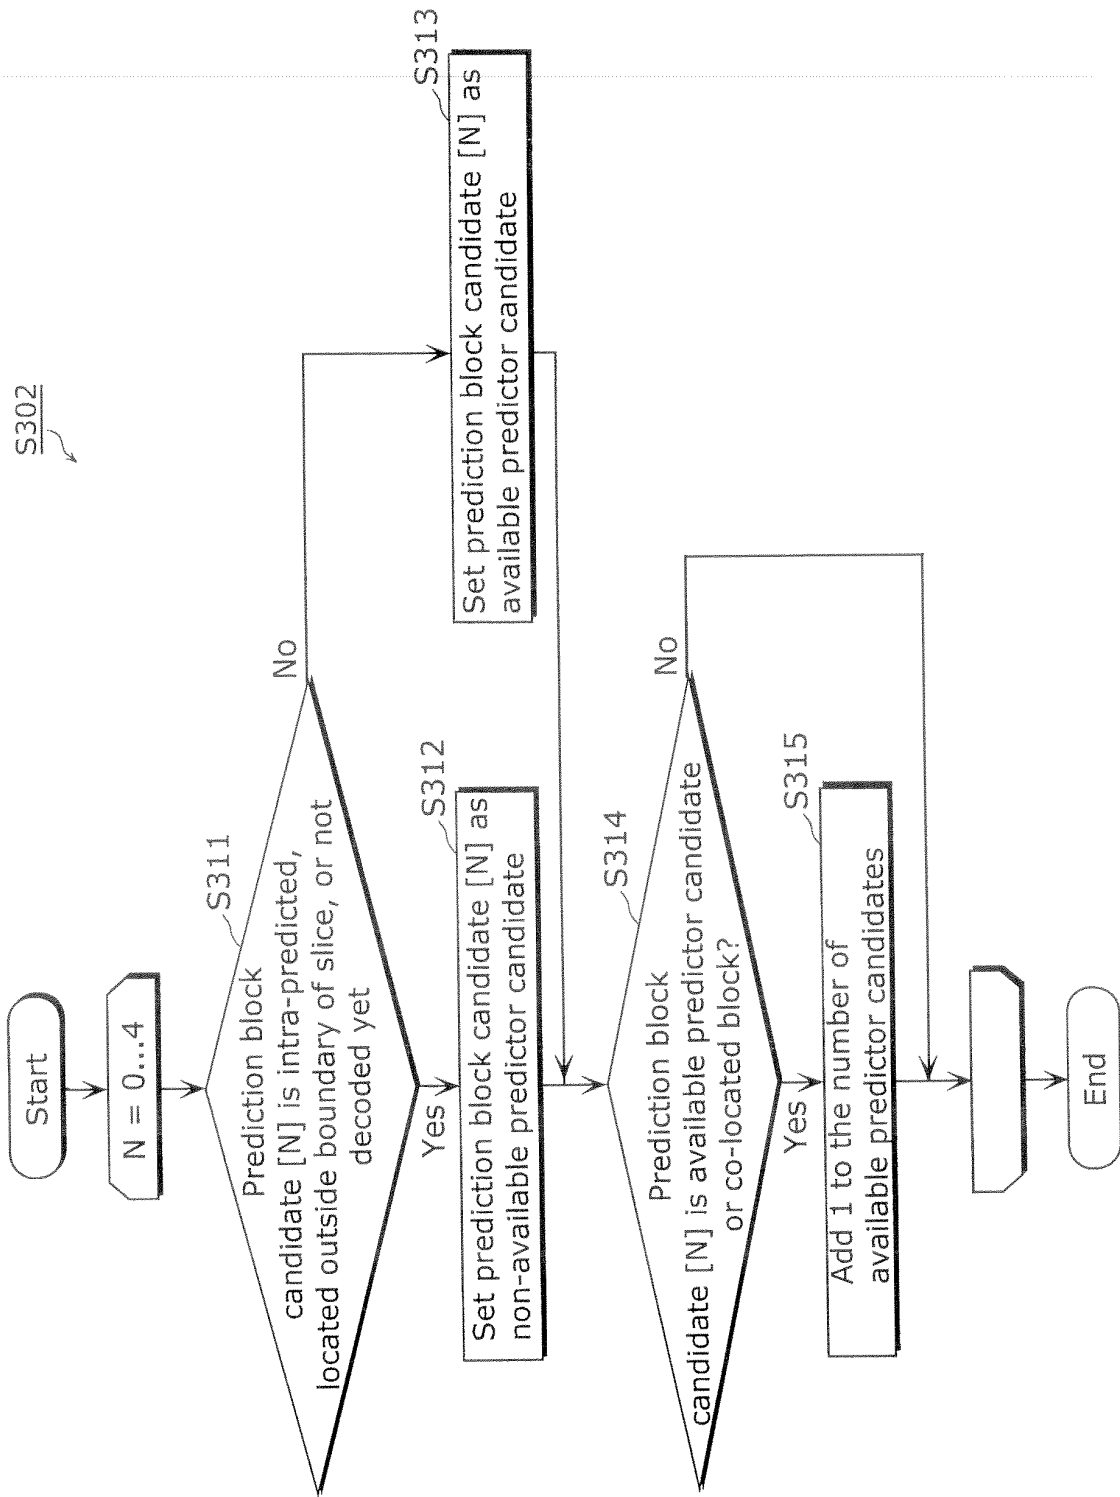 S302
Start
N = 0...4
S311
Prediction block
candidate [N] is intra-predicted,
located outside boundary of slice, or not
decoded yet
No
Yes
S312
Set prediction block candidate [N] as
non-available predictor candidate
S313
Set prediction block candidate [N] as
available predictor candidate
S314
Prediction block
candidate [N] is available predictor candidate
or co-located block?
No
Yes
S315
Add 1 to the number of
available predictor candidates
End